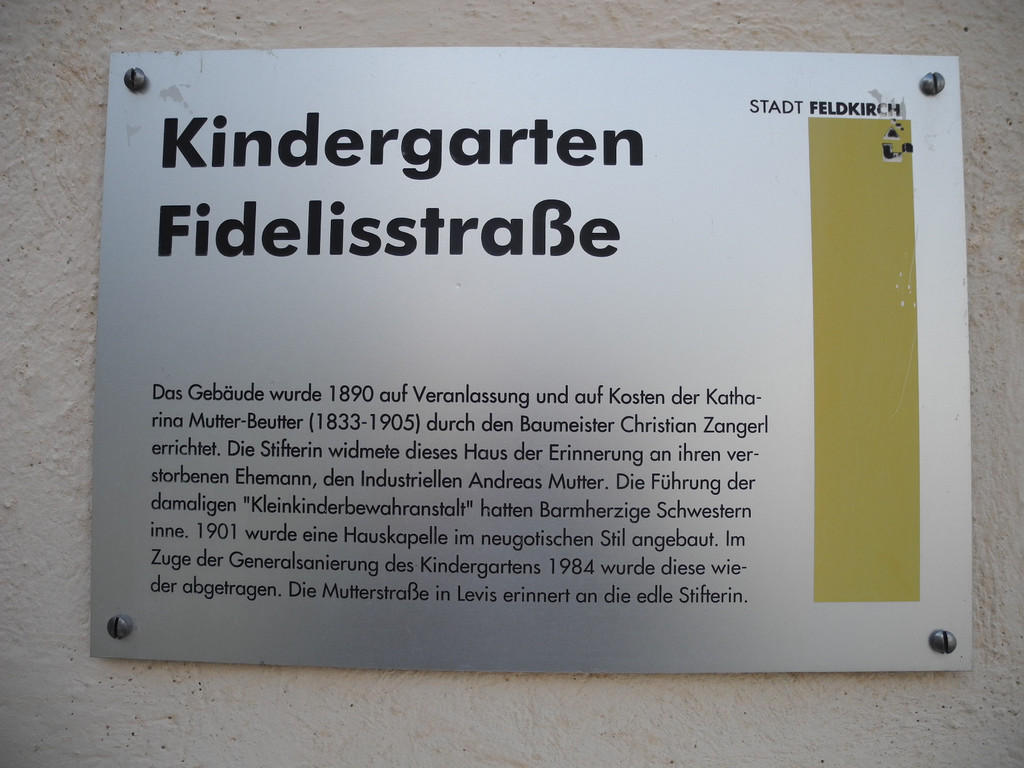 Kindergarten
Fidelisstraße
STADT FELDKIRCH
Das Gebäude wurde 1890 auf Veranlassung und auf Kosten der Katha-
rina Mutter-Beutter (1833-1905) durch den Baumeister Christian Zangerl
errichtet. Die Stifterin widmete dieses Haus der Erinnerung an ihren ver-
storbenen Ehemann, den Industriellen Andreas Mutter. Die Führung der
damaligen "Kleinkinderbewahranstalt" hatten Barmherzige Schwestern
inne. 1901 wurde eine Hauskapelle im neugotischen Stil angebaut. Im
Zuge der Generalsanierung des Kindergartens 1984 wurde diese wie-
der abgetragen. Die Mutterstraße in Levis erinnert an die edle Stifterin.